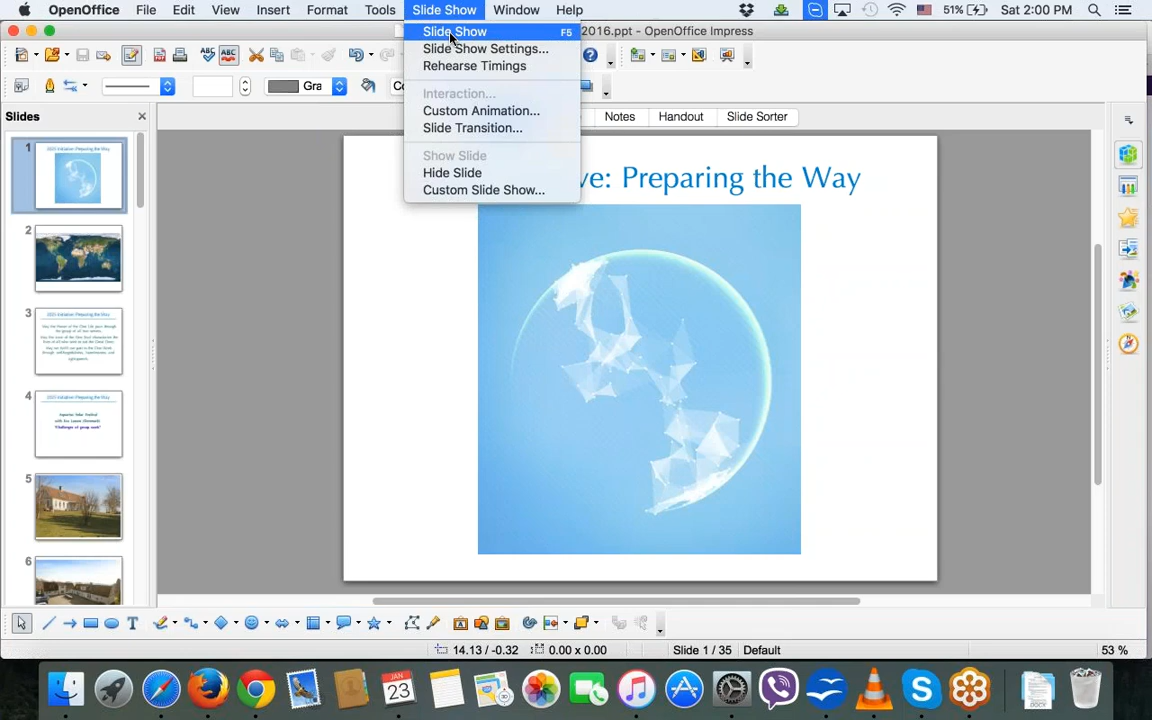 OpenOffice File Edit View Insert Format Tools Slide Show Window Help 51% Sat 2:00 PM
2016.ppt - OpenOffice Impress
Slide Show F5
Slide Show Settings...
Rehearse Timings
Interaction...
Custom Animation...
Slide Transition...
Show Slide
Hide Slide
Custom Slide Show...
Gra
Co
Slides
Notes Handout Slide Sorter
ve: Preparing the Way
1
2
3
4
5
6
14.13 / -0.32 0.00 x 0.00 Slide 1 / 35 Default 53 %
JAN
23